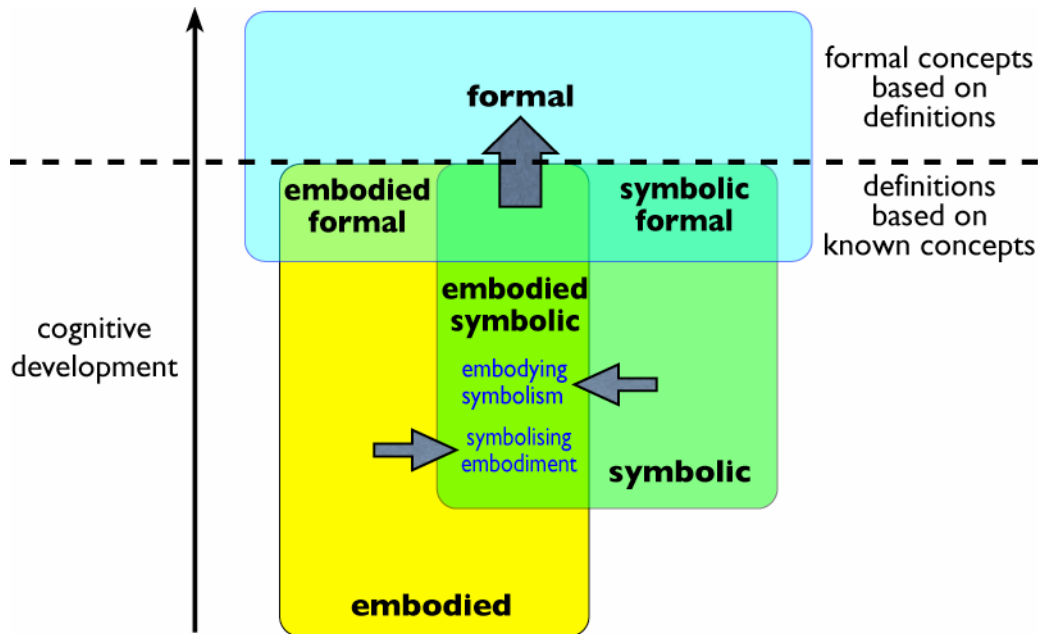 formal concepts
based on
definitions
formal
embodied
formal
symbolic
formal
definitions
based on
known concepts
embodied
symbolic
cognitive
development
embodying
symbolism
symbolising
embodiment
symbolic
embodied